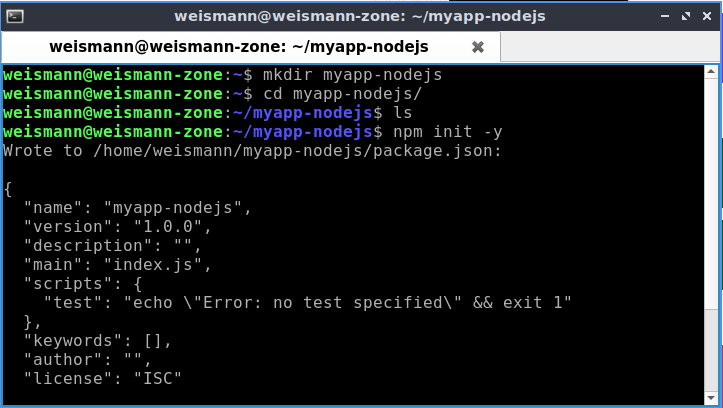 weismann@weismann-zone: ~/myapp-nodejs
weismann@weismann-zone: ~/myapp-nodejs
weismann@weismann-zone:~$ mkdir myapp-nodejs
weismann@weismann-zone:~$ cd myapp-nodejs/
weismann@weismann-zone:~/myapp-nodejs$ ls
weismann@weismann-zone:~/myapp-nodejs$ npm init -y
Wrote to /home/weismann/myapp-nodejs/package.json:
{
  "name": "myapp-nodejs",
  "version": "1.0.0",
  "description": "",
  "main": "index.js",
  "scripts": {
    "test": "echo \"Error: no test specified\" && exit 1"
  },
  "keywords": [],
  "author": "",
  "license": "ISC"